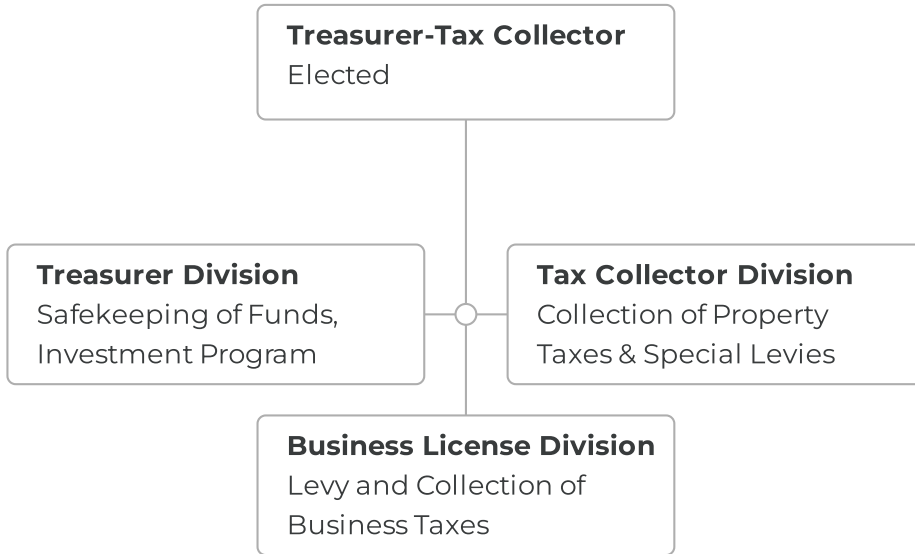 Treasurer-Tax Collector
Elected
Treasurer Division
Safekeeping of Funds,
Investment Program
Tax Collector Division
Collection of Property
Taxes & Special Levies
Business License Division
Levy and Collection of
Business Taxes